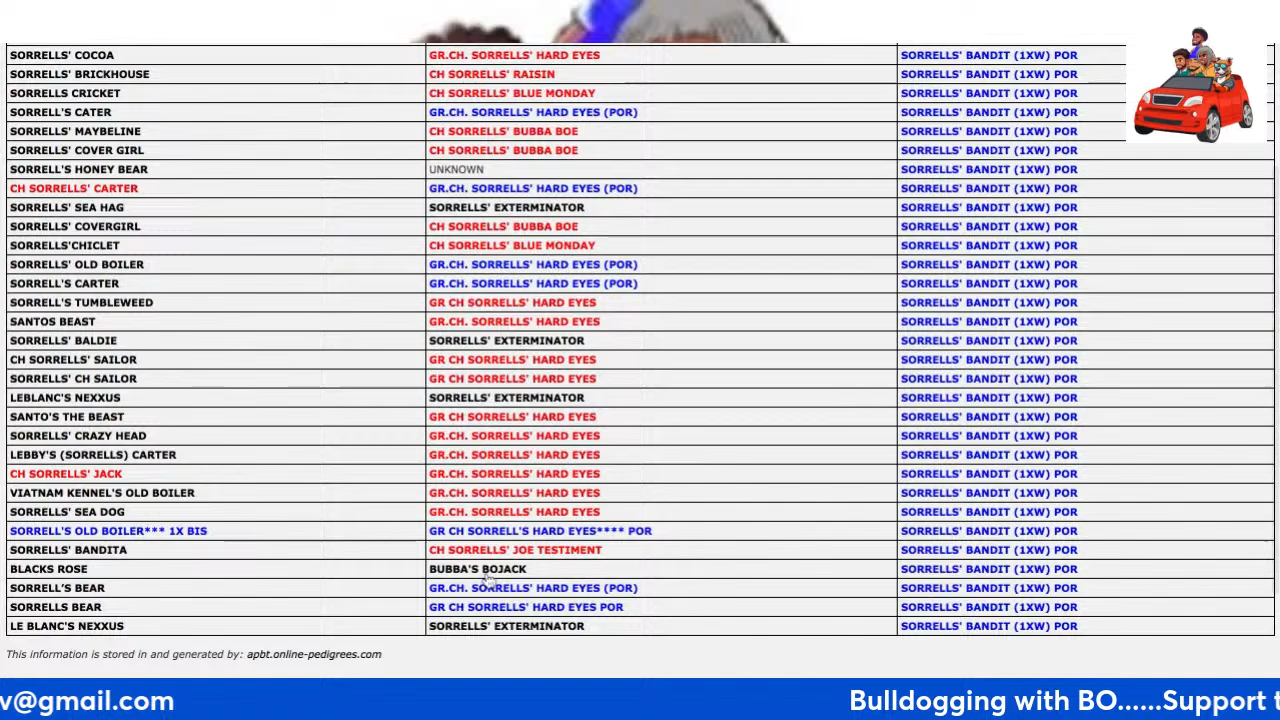 SORRELLS' COCOA GR.CH. SORRELLS' HARD EYES SORRELLS' BANDIT (1XW) POR
SORRELLS' BRICKHOUSE CH SORRELLS' RAISIN SORRELLS' BANDIT (1XW) POR
SORRELLS CRICKET CH SORRELLS' BLUE MONDAY SORRELLS' BANDIT (1XW) POR
SORRELL'S CATER GR.CH. SORRELLS' HARD EYES (POR) SORRELLS' BANDIT (1XW) POR
SORRELLS' MAYBELINE CH SORRELLS' BUBBA BOE SORRELLS' BANDIT (1XW) POR
SORRELLS' COVER GIRL CH SORRELLS' BUBBA BOE SORRELLS' BANDIT (1XW) POR
SORRELL'S HONEY BEAR UNKNOWN SORRELLS' BANDIT (1XW) POR
CH SORRELLS' CARTER GR.CH. SORRELLS' HARD EYES (POR) SORRELLS' BANDIT (1XW) POR
SORRELLS' SEA HAG SORRELLS' EXTERMINATOR SORRELLS' BANDIT (1XW) POR
SORRELLS' COVERGIRL CH SORRELLS' BUBBA BOE SORRELLS' BANDIT (1XW) POR
SORRELLS'CHICLET CH SORRELLS' BLUE MONDAY SORRELLS' BANDIT (1XW) POR
SORRELLS' OLD BOILER GR.CH. SORRELLS' HARD EYES (POR) SORRELLS' BANDIT (1XW) POR
SORRELL'S CARTER GR.CH. SORRELLS' HARD EYES (POR) SORRELLS' BANDIT (1XW) POR
SORRELL'S TUMBLEWEED GR CH SORRELLS' HARD EYES SORRELLS' BANDIT (1XW) POR
SANTOS BEAST GR.CH. SORRELLS' HARD EYES SORRELLS' BANDIT (1XW) POR
SORRELLS' BALDIE SORRELLS' EXTERMINATOR SORRELLS' BANDIT (1XW) POR
CH SORRELLS' SAILOR GR CH SORRELLS' HARD EYES SORRELLS' BANDIT (1XW) POR
SORRELLS' CH SAILOR GR CH SORRELLS' HARD EYES SORRELLS' BANDIT (1XW) POR
LEBLANC'S NEXXUS SORRELLS' EXTERMINATOR SORRELLS' BANDIT (1XW) POR
SANTO'S THE BEAST GR CH SORRELLS' HARD EYES SORRELLS' BANDIT (1XW) POR
SORRELLS' CRAZY HEAD GR.CH. SORRELLS' HARD EYES SORRELLS' BANDIT (1XW) POR
LEBBY'S (SORRELLS) CARTER GR.CH. SORRELLS' HARD EYES SORRELLS' BANDIT (1XW) POR
CH SORRELLS' JACK GR.CH. SORRELLS' HARD EYES SORRELLS' BANDIT (1XW) POR
VIATNAM KENNEL'S OLD BOILER GR.CH. SORRELLS' HARD EYES SORRELLS' BANDIT (1XW) POR
SORRELLS' SEA DOG GR.CH. SORRELLS' HARD EYES SORRELLS' BANDIT (1XW) POR
SORRELL'S OLD BOILER*** 1X BIS GR CH SORRELL'S HARD EYES**** POR SORRELLS' BANDIT (1XW) POR
SORRELLS' BANDITA CH SORRELLS' JOE TESTIMENT SORRELLS' BANDIT (1XW) POR
BLACKS ROSE BUBBA'S BOJACK SORRELLS' BANDIT (1XW) POR
SORRELL'S BEAR GR.CH. SORRELLS' HARD EYES (POR) SORRELLS' BANDIT (1XW) POR
SORRELLS BEAR GR CH SORRELLS' HARD EYES POR SORRELLS' BANDIT (1XW) POR
LE BLANC'S NEXXUS SORRELLS' EXTERMINATOR SORRELLS' BANDIT (1XW) POR
This information is stored in and generated by: apbt.online-pedigrees.com
v@gmail.com Bulldogging with BO......Support t